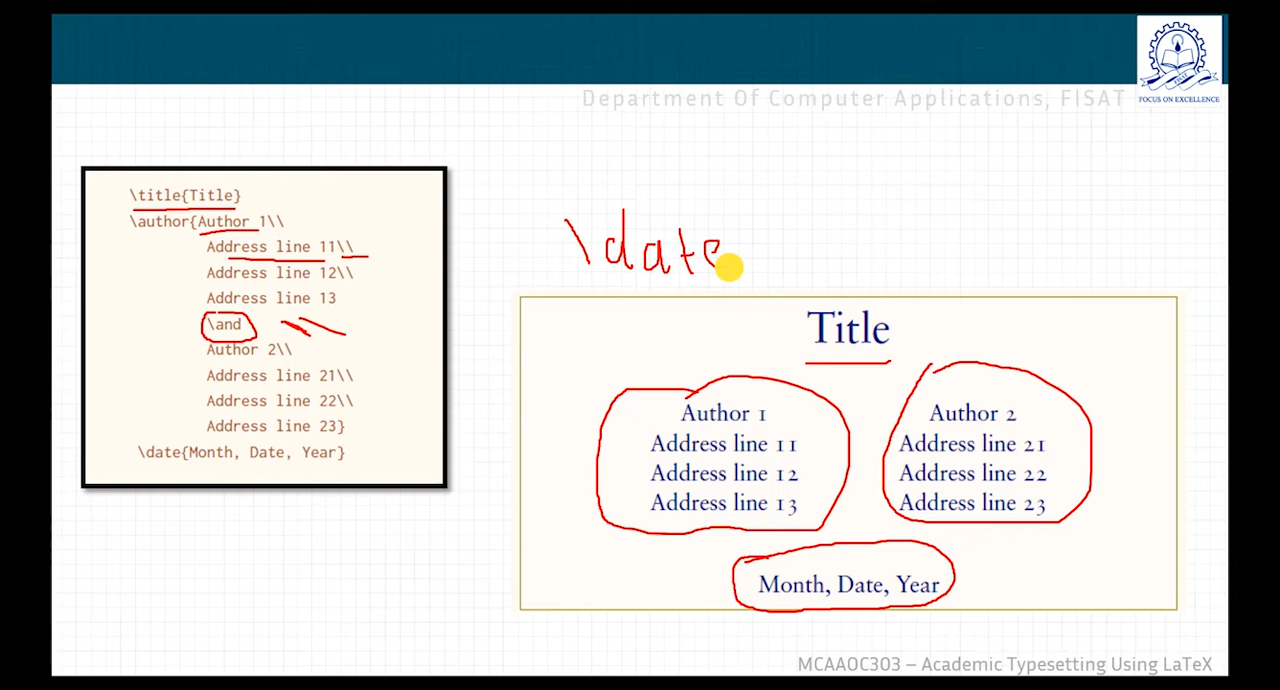 FOCUS ON EXCELLENCE
Department Of Computer Applications, FISAT
\title{Title}
\author{Author 1\\
Address line 11\\
Address line 12\\
Address line 13
\and
Author 2\\
Address line 21\\
Address line 22\\
Address line 23}
\date{Month, Date, Year}
\date
Title
Author 1
Address line 11
Address line 12
Address line 13
Author 2
Address line 21
Address line 22
Address line 23
Month, Date, Year
MCAAOC303 – Academic Typesetting Using LaTeX